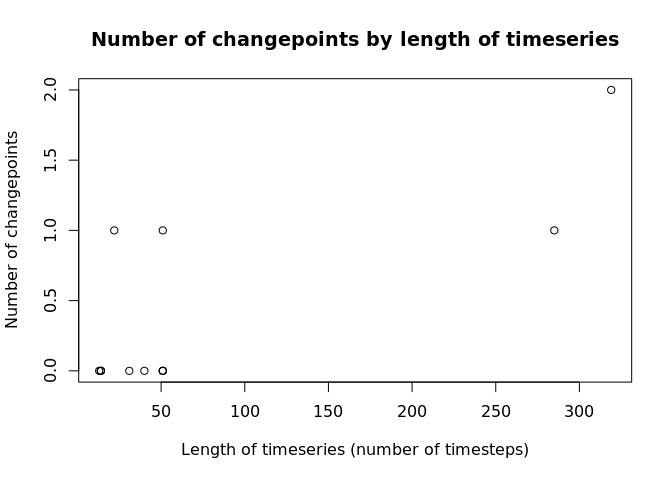 Number of changepoints by length of timeseries
Number of changepoints
2.0
1.5
1.0
0.5
0.0
50 100 150 200 250 300
Length of timeseries (number of timesteps)